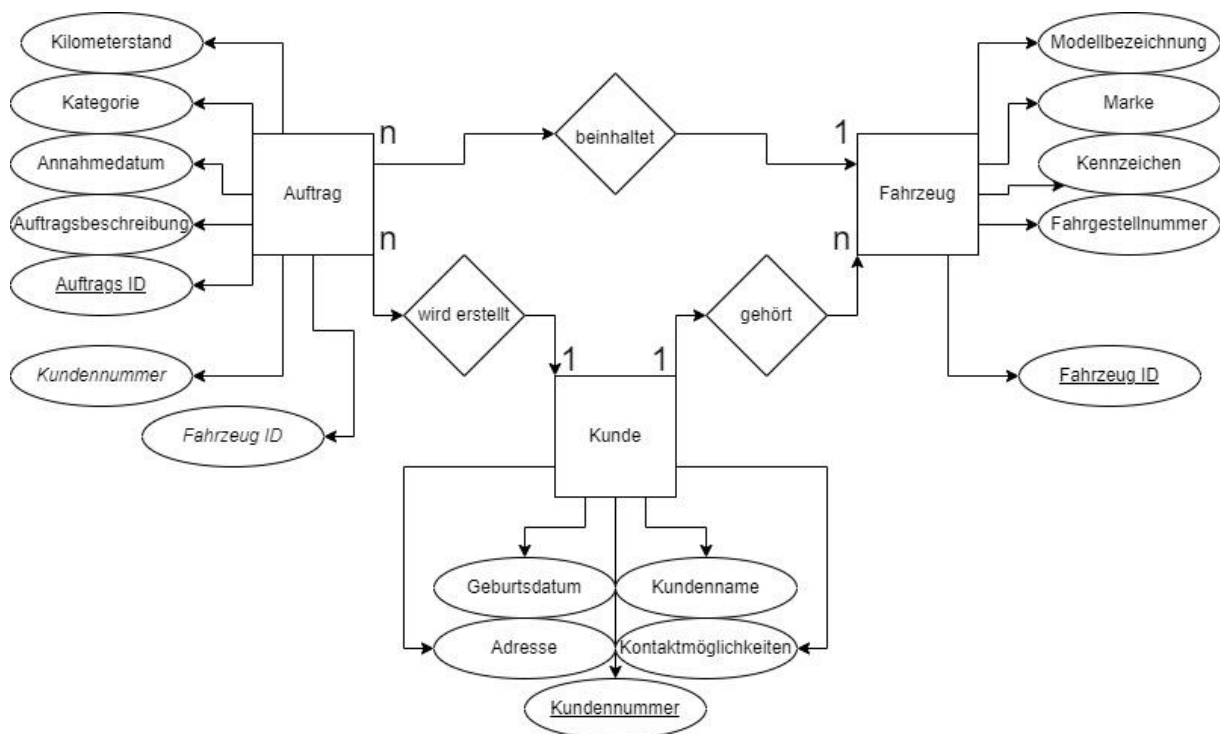 Kilometerstand
Modellbezeichnung
Kategorie
Marke
n
beinhaltet
1
Annahmedatum
Kennzeichen
Auftrag
Fahrzeug
Auftragsbeschreibung
Fahrgestellnummer
n
n
Auftrags ID
wird erstellt
gehört
1
1
Kundennummer
Fahrzeug ID
Fahrzeug ID
Kunde
Geburtsdatum
Kundenname
Adresse
Kontaktmöglichkeiten
Kundennummer